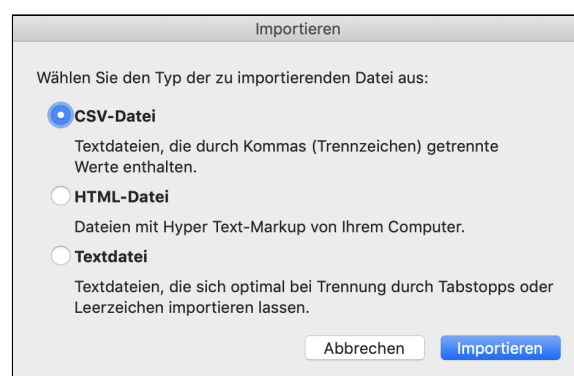 Importieren
Wählen Sie den Typ der zu importierenden Datei aus:
CSV-Datei
Textdateien, die durch Kommas (Trennzeichen) getrennte
Werte enthalten.
HTML-Datei
Dateien mit Hyper Text-Markup von Ihrem Computer.
Textdatei
Textdateien, die sich optimal bei Trennung durch Tabstopps oder
Leerzeichen importieren lassen.
Abbrechen Importieren